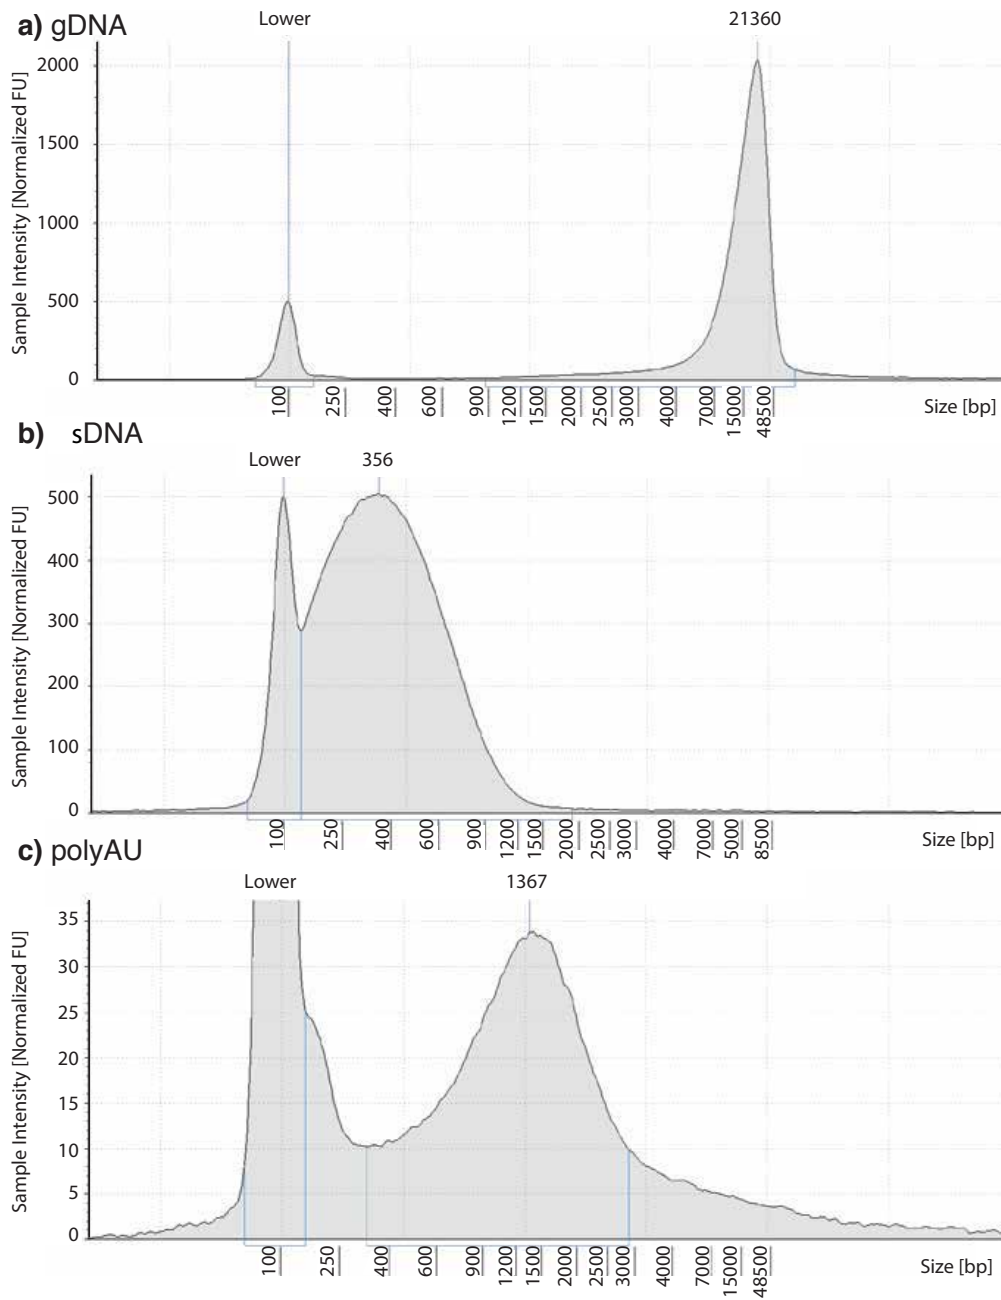 a) gDNA
Lower 21360
Sample Intensity [Normalized FU]
2000
1500
1000
500
0
100 250 400 600 900 1200 1500 2000 2500 3000 4000 7000 15000 48500
Size [bp]
b) sDNA
Lower 356
Sample Intensity [Normalized FU]
500
400
300
200
100
0
100 250 400 600 900 1200 1500 2000 2500 3000 4000 7000 5000 8500
Size [bp]
c) polyAU
Lower 1367
Sample Intensity [Normalized FU]
35
30
25
20
15
10
5
0
100 250 400 600 900 1200 1500 2000 2500 3000 4000 7000 15000 48500
Size [bp]